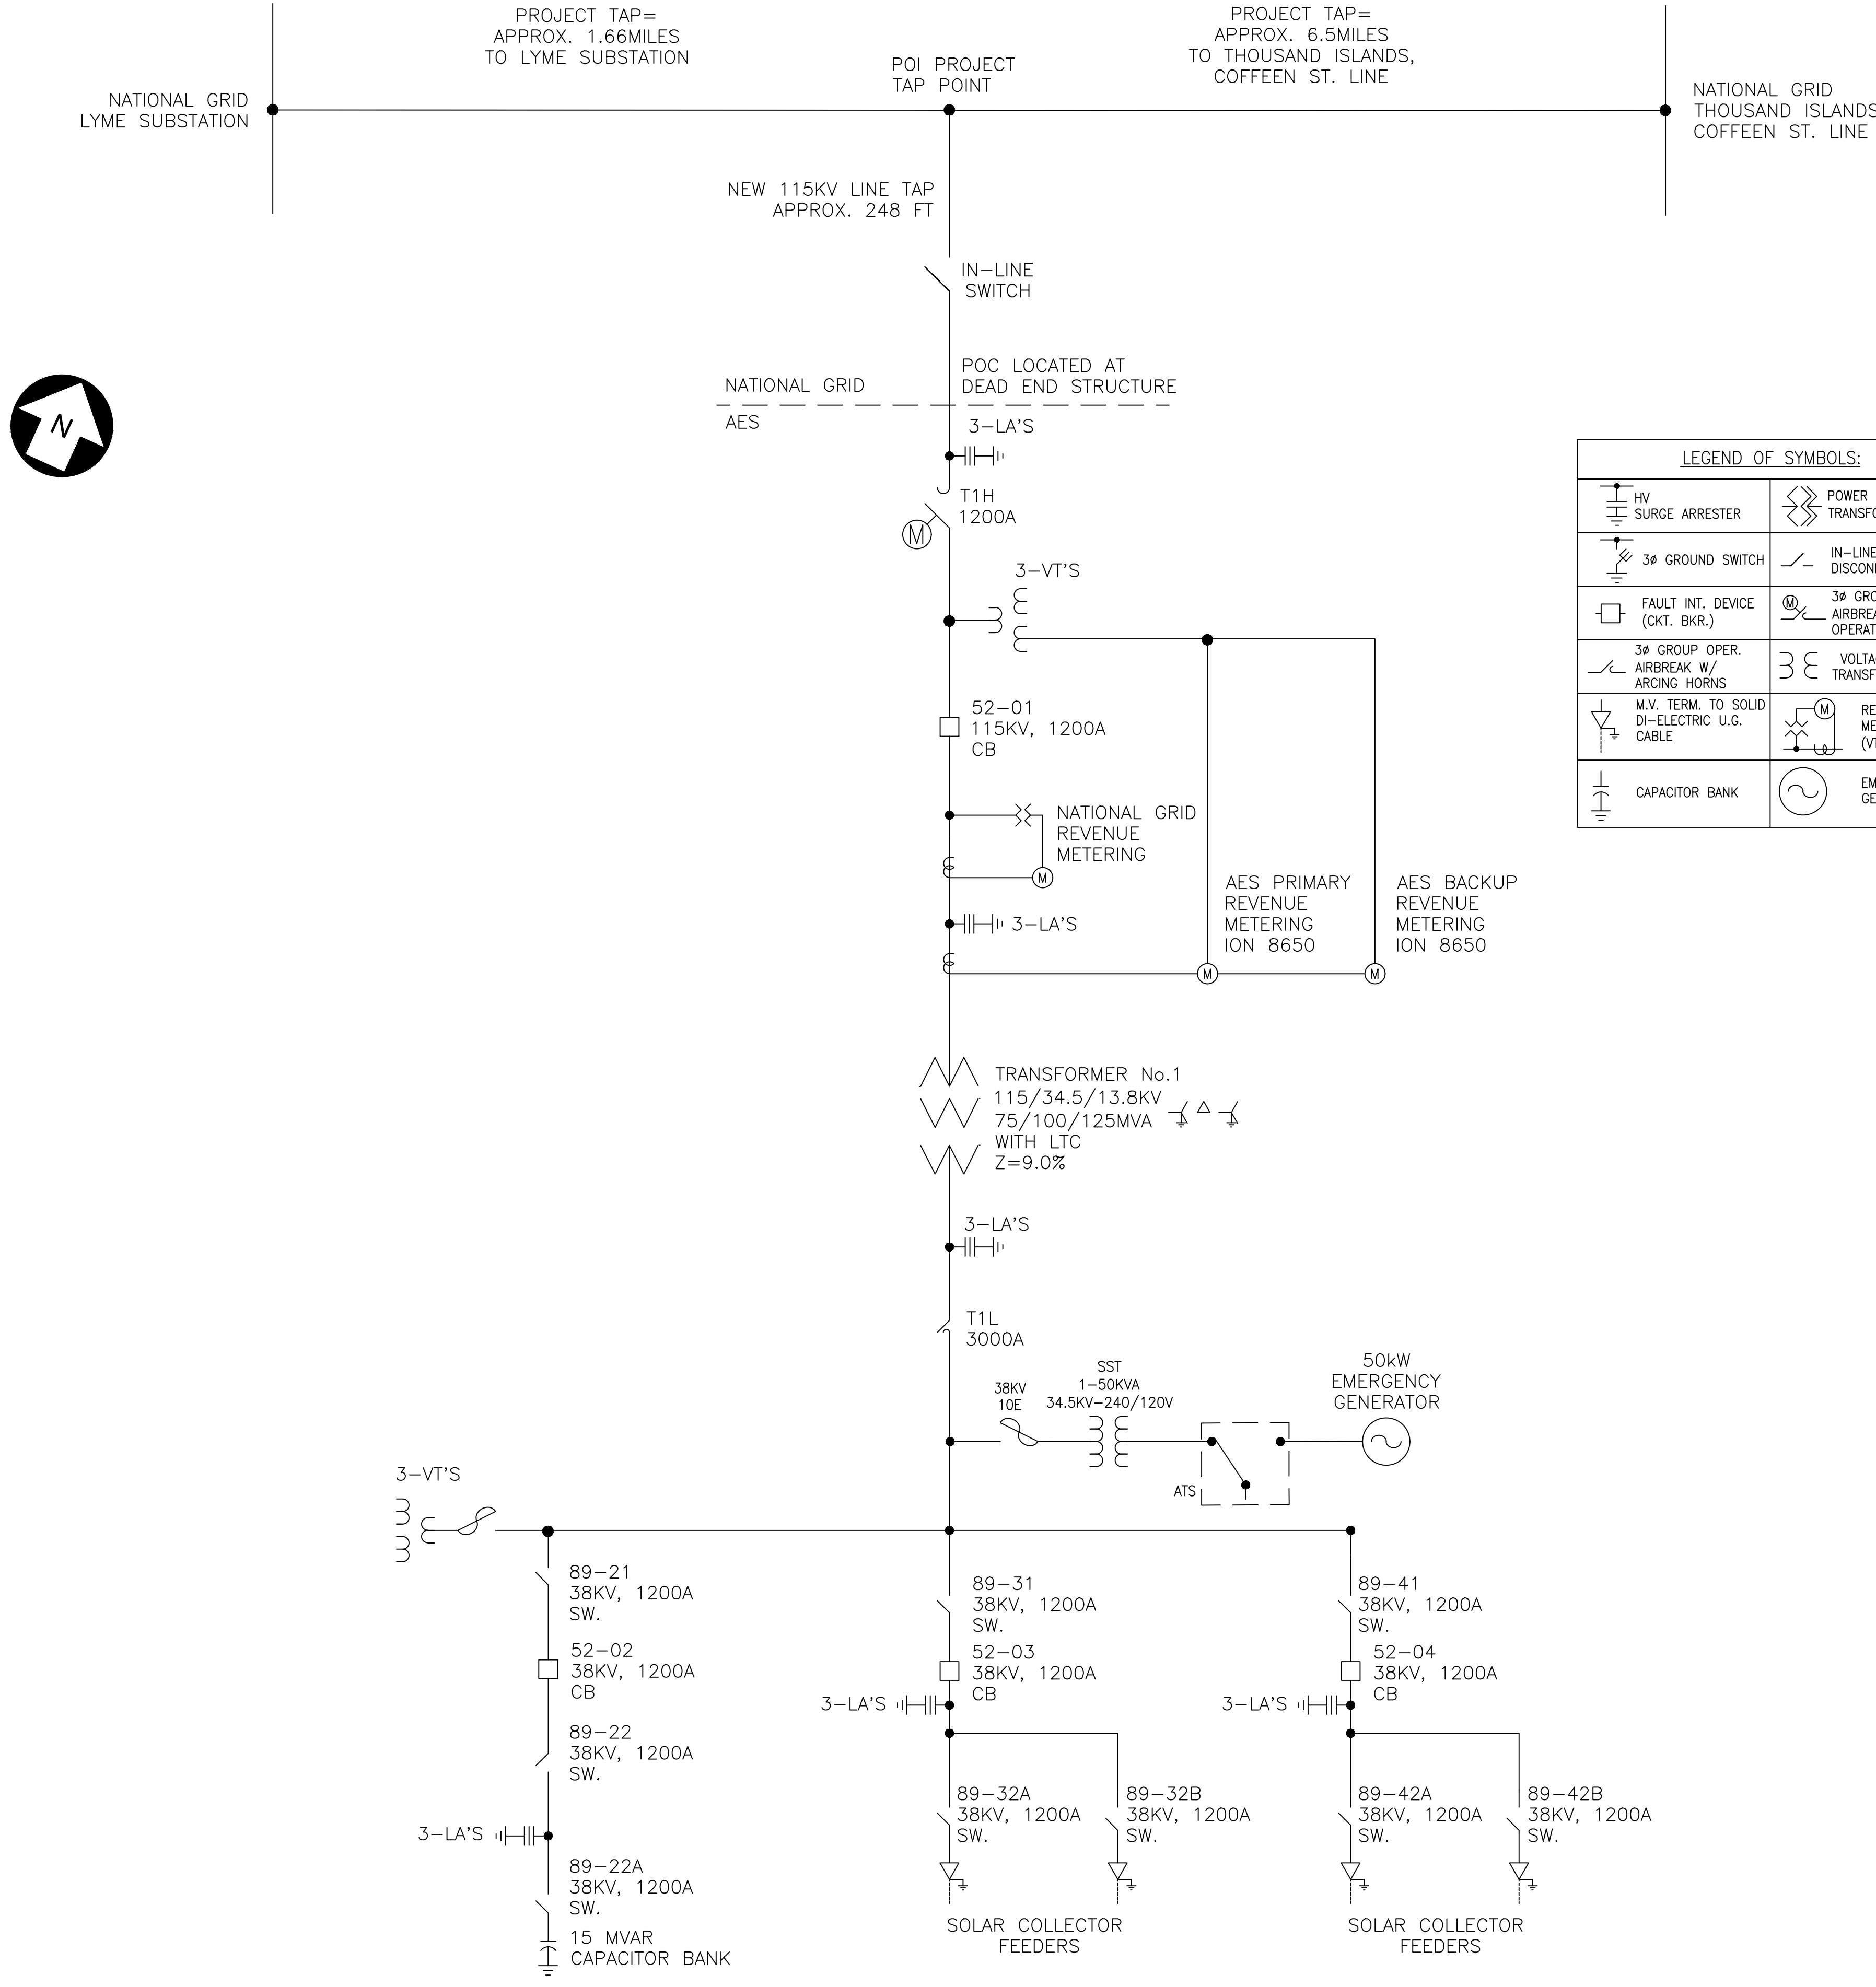 PROJECT TAP=
APPROX. 1.66MILES
TO LYME SUBSTATION
PROJECT TAP=
APPROX. 6.5MILES
TO THOUSAND ISLANDS,
COFFEEN ST. LINE
POI PROJECT
TAP POINT
NATIONAL GRID
LYME SUBSTATION
NATIONAL GRID
THOUSAND ISLANDS
COFFEEN ST. LINE
NEW 115KV LINE TAP
APPROX. 248 FT
IN-LINE
SWITCH
POC LOCATED AT
DEAD END STRUCTURE
NATIONAL GRID
AES
N
3-LA'S
T1H
1200A
M
3-VT'S
52-01
115KV, 1200A
CB
NATIONAL GRID
REVENUE
METERING
M
3-LA'S
AES PRIMARY
REVENUE
METERING
ION 8650
AES BACKUP
REVENUE
METERING
ION 8650
M
M
LEGEND OF SYMBOLS:
HV
SURGE ARRESTER
POWER
3ø GROUND SWITCH
IN-LINE
FAULT INT. DEVICE
(CKT. BKR.)
M
3ø
3ø GROUP OPER.
AIRBREAK W/
ARCING HORNS
M.V. TERM. TO SOLID
DI-ELECTRIC U.G.
CABLE
M
CAPACITOR BANK
TRANSFORMER No.1
115/34.5/13.8KV
75/100/125MVA
WITH LTC
Z=9.0%
3-LA'S
T1L
3000A
38KV
10E
SST
1-50KVA
34.5KV-240/120V
50kW
EMERGENCY
GENERATOR
ATS
3-VT'S
89-21
38KV, 1200A
SW.
52-02
38KV, 1200A
CB
89-22
38KV, 1200A
SW.
3-LA'S
89-22A
38KV, 1200A
SW.
15 MVAR
CAPACITOR BANK
89-31
38KV, 1200A
SW.
52-03
38KV, 1200A
CB
3-LA'S
89-32A
38KV, 1200A
SW.
89-32B
38KV, 1200A
SW.
SOLAR COLLECTOR
FEEDERS
89-41
38KV, 1200A
SW.
52-04
38KV, 1200A
CB
3-LA'S
89-42A
38KV, 1200A
SW.
89-42B
38KV, 1200A
SW.
SOLAR COLLECTOR
FEEDERS